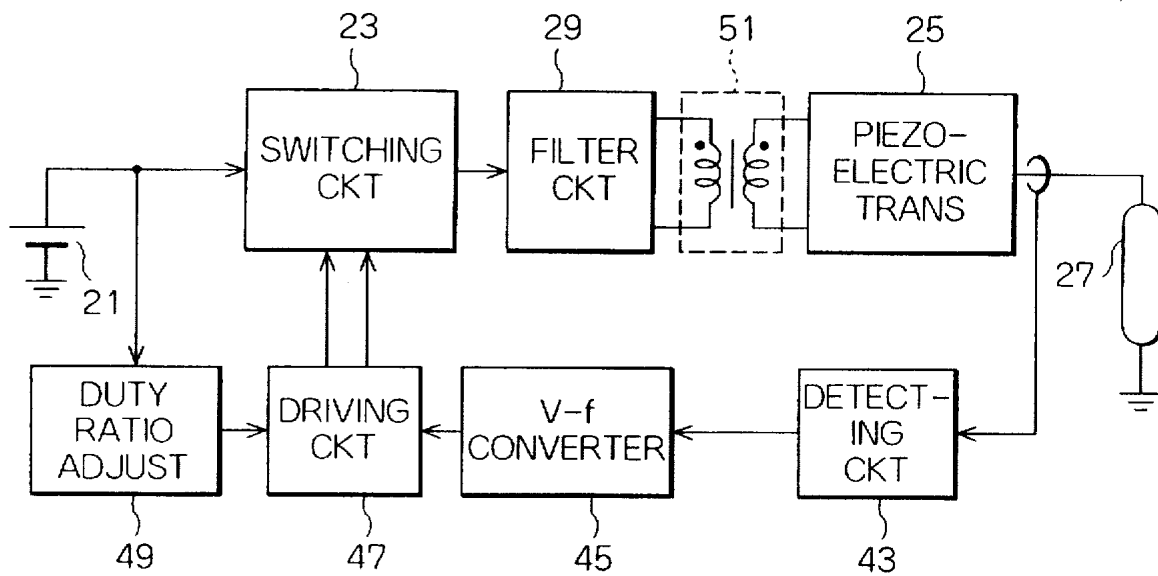 23
29
51
25
SWITCHING
CKT
FILTER
CKT
PIEZO-
ELECTRIC
TRANS
21
27
DUTY
RATIO
ADJUST
DRIVING
CKT
V-f
CONVERTER
DETECT-
ING
CKT
49
47
45
43